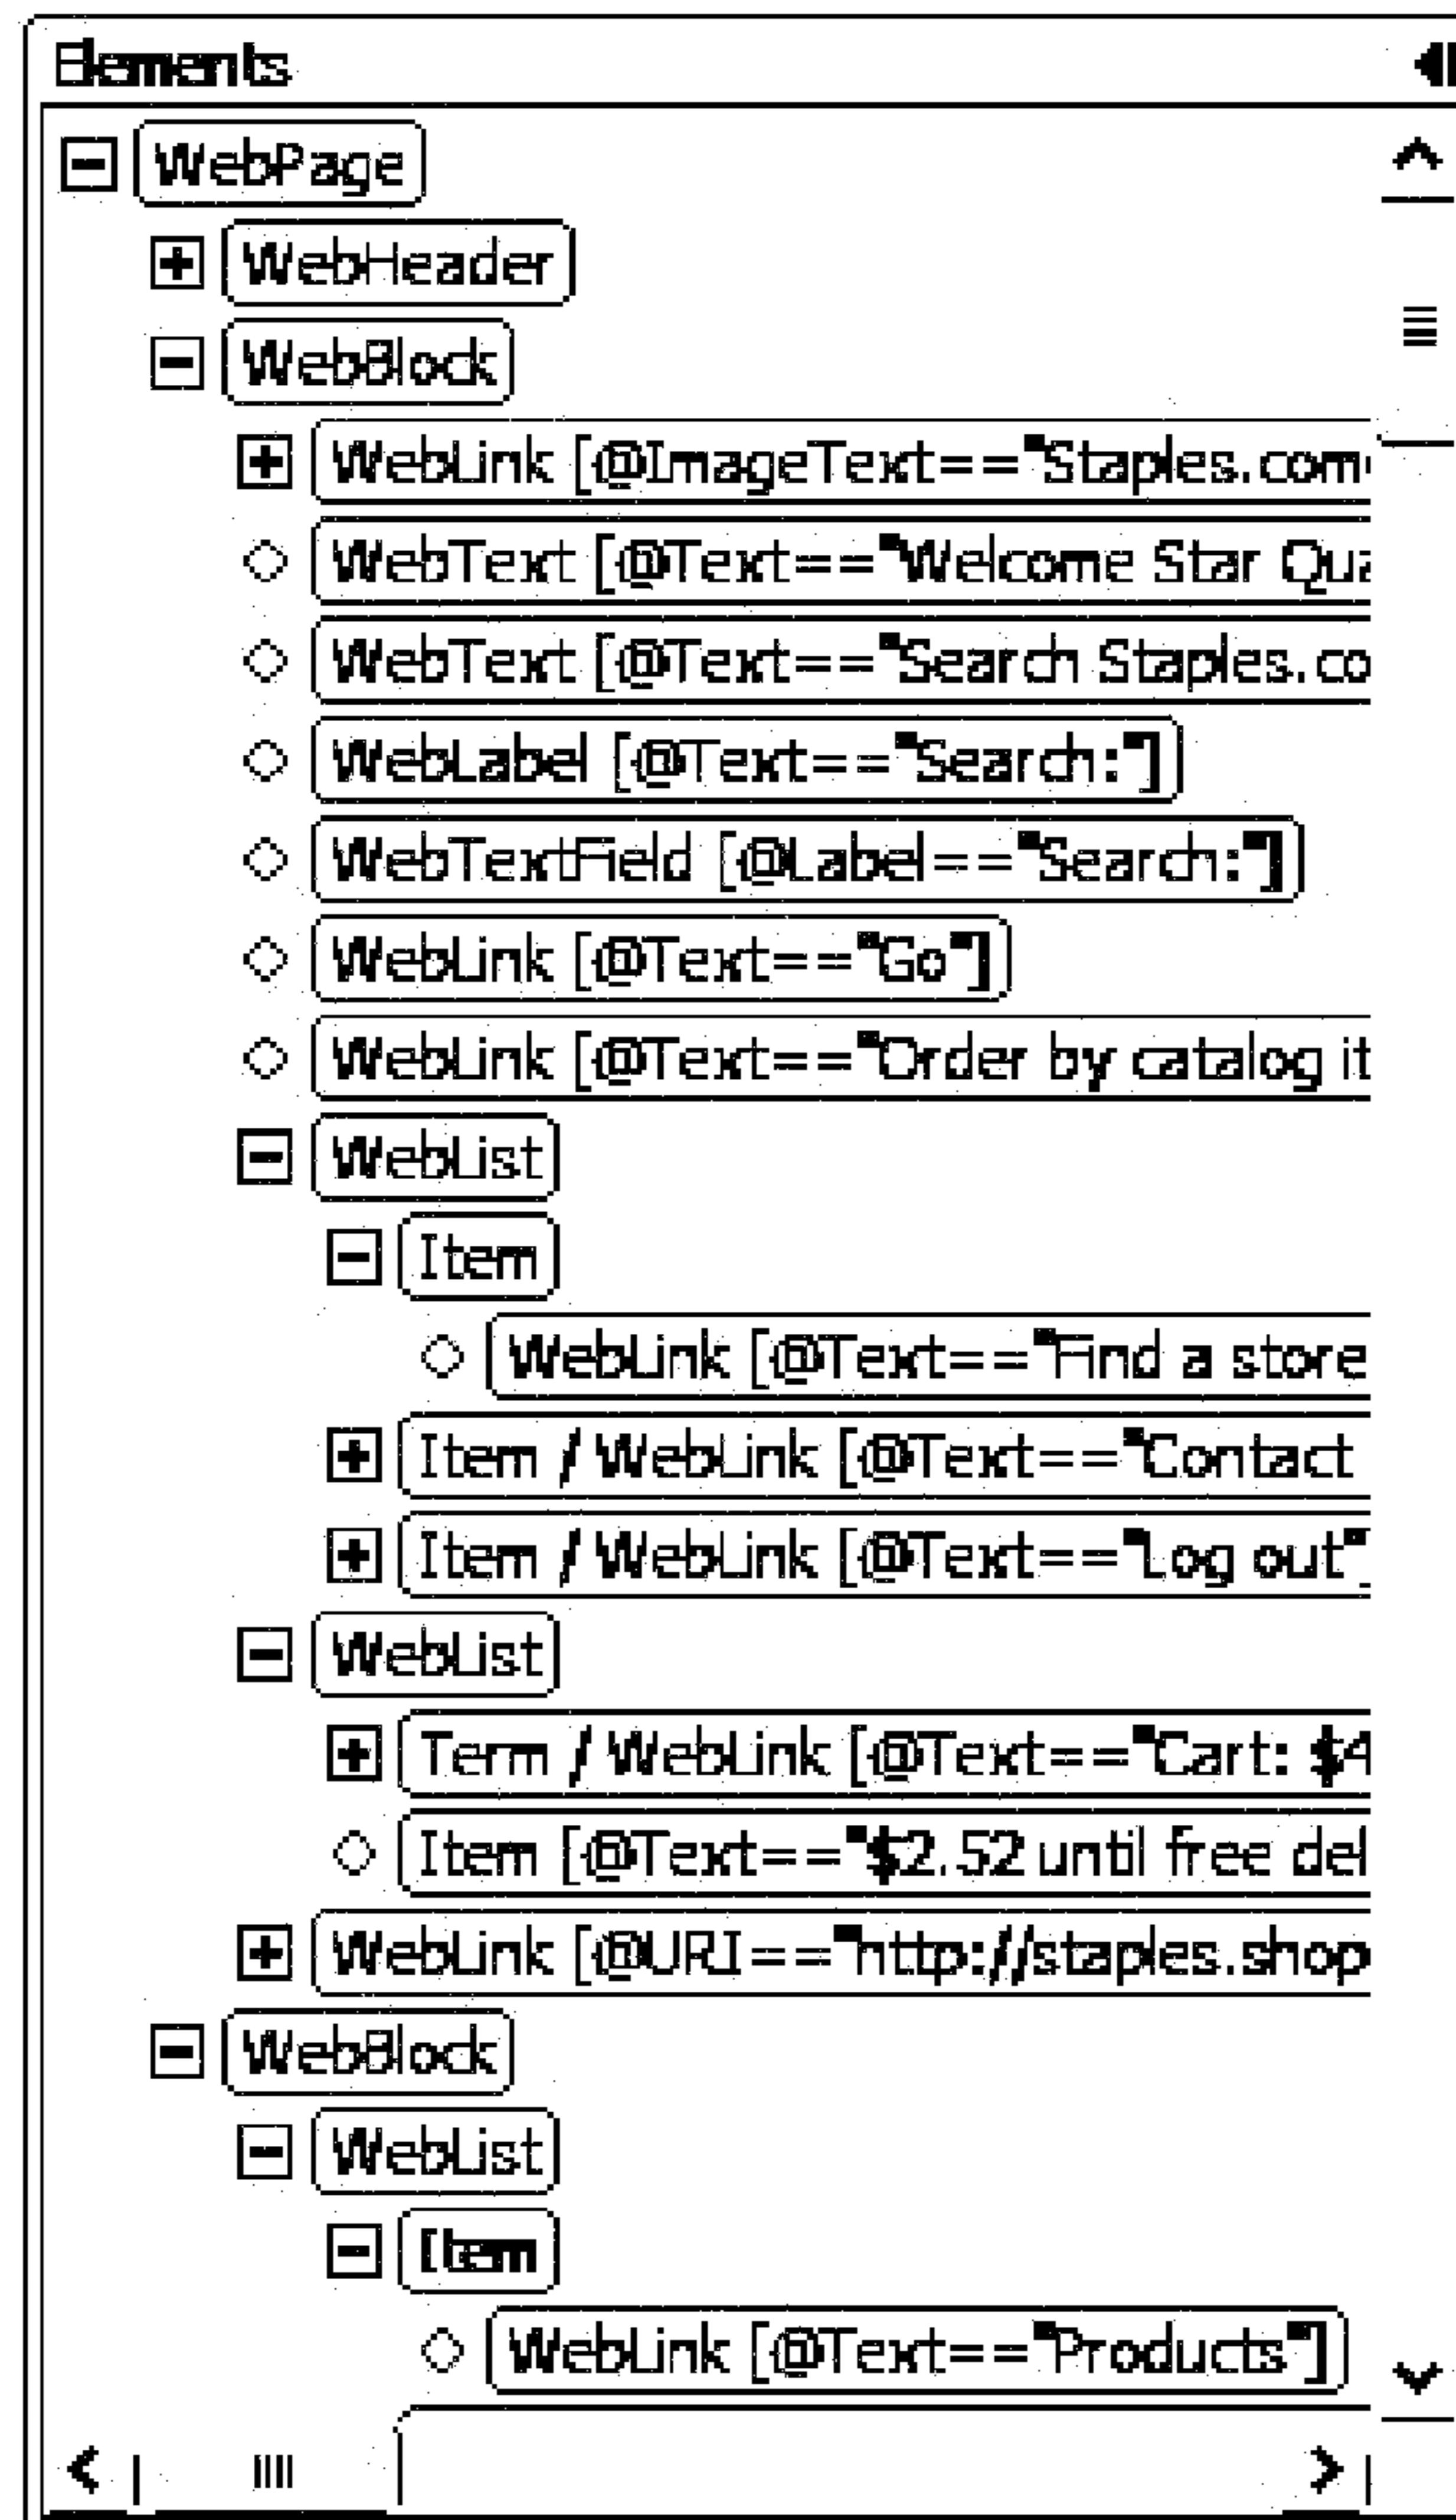 Elements
WebPage
WebHeader
WebBlock
WebLink [@ImageText=="Staples.com
WebText [@Text=="Welcome Star Qua
WebText [@Text=="Search Staples.co
WebLabel [@Text=="Search:"]
WebTextField [@Label=="Search:"]
WebLink [@Text=="Go"]
WebLink [@Text=="Order by catalog it
WebList
Item
WebLink [@Text=="Find a store
Item / WebLink [@Text=="Contact
Item / WebLink [@Text=="Log out"
WebList
Term / WebLink [@Text=="Cart: $4
Item [@Text=="$2.52 until free del
WebLink [@URI=="http://staples.shop
WebBlock
WebList
Item
WebLink [@Text=="Products"]